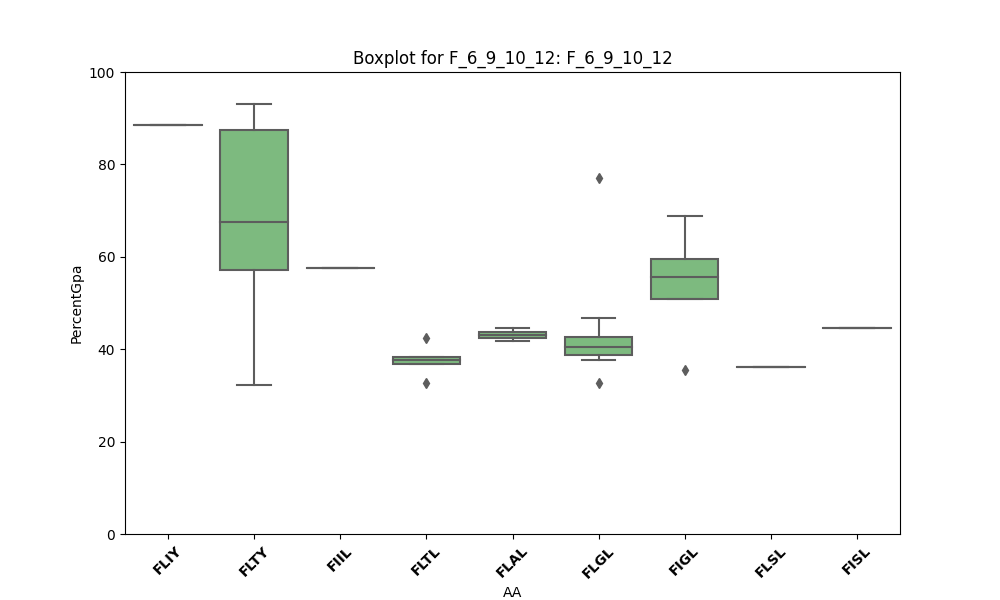 Boxplot for F_6_9_10_12: F_6_9_10_12
100
80
60
40
20
0
PercentGpa
FLIY
FLTY
FIIL
FLTL
FLAL
FLGL
FIGL
FLSL
FISL
AA